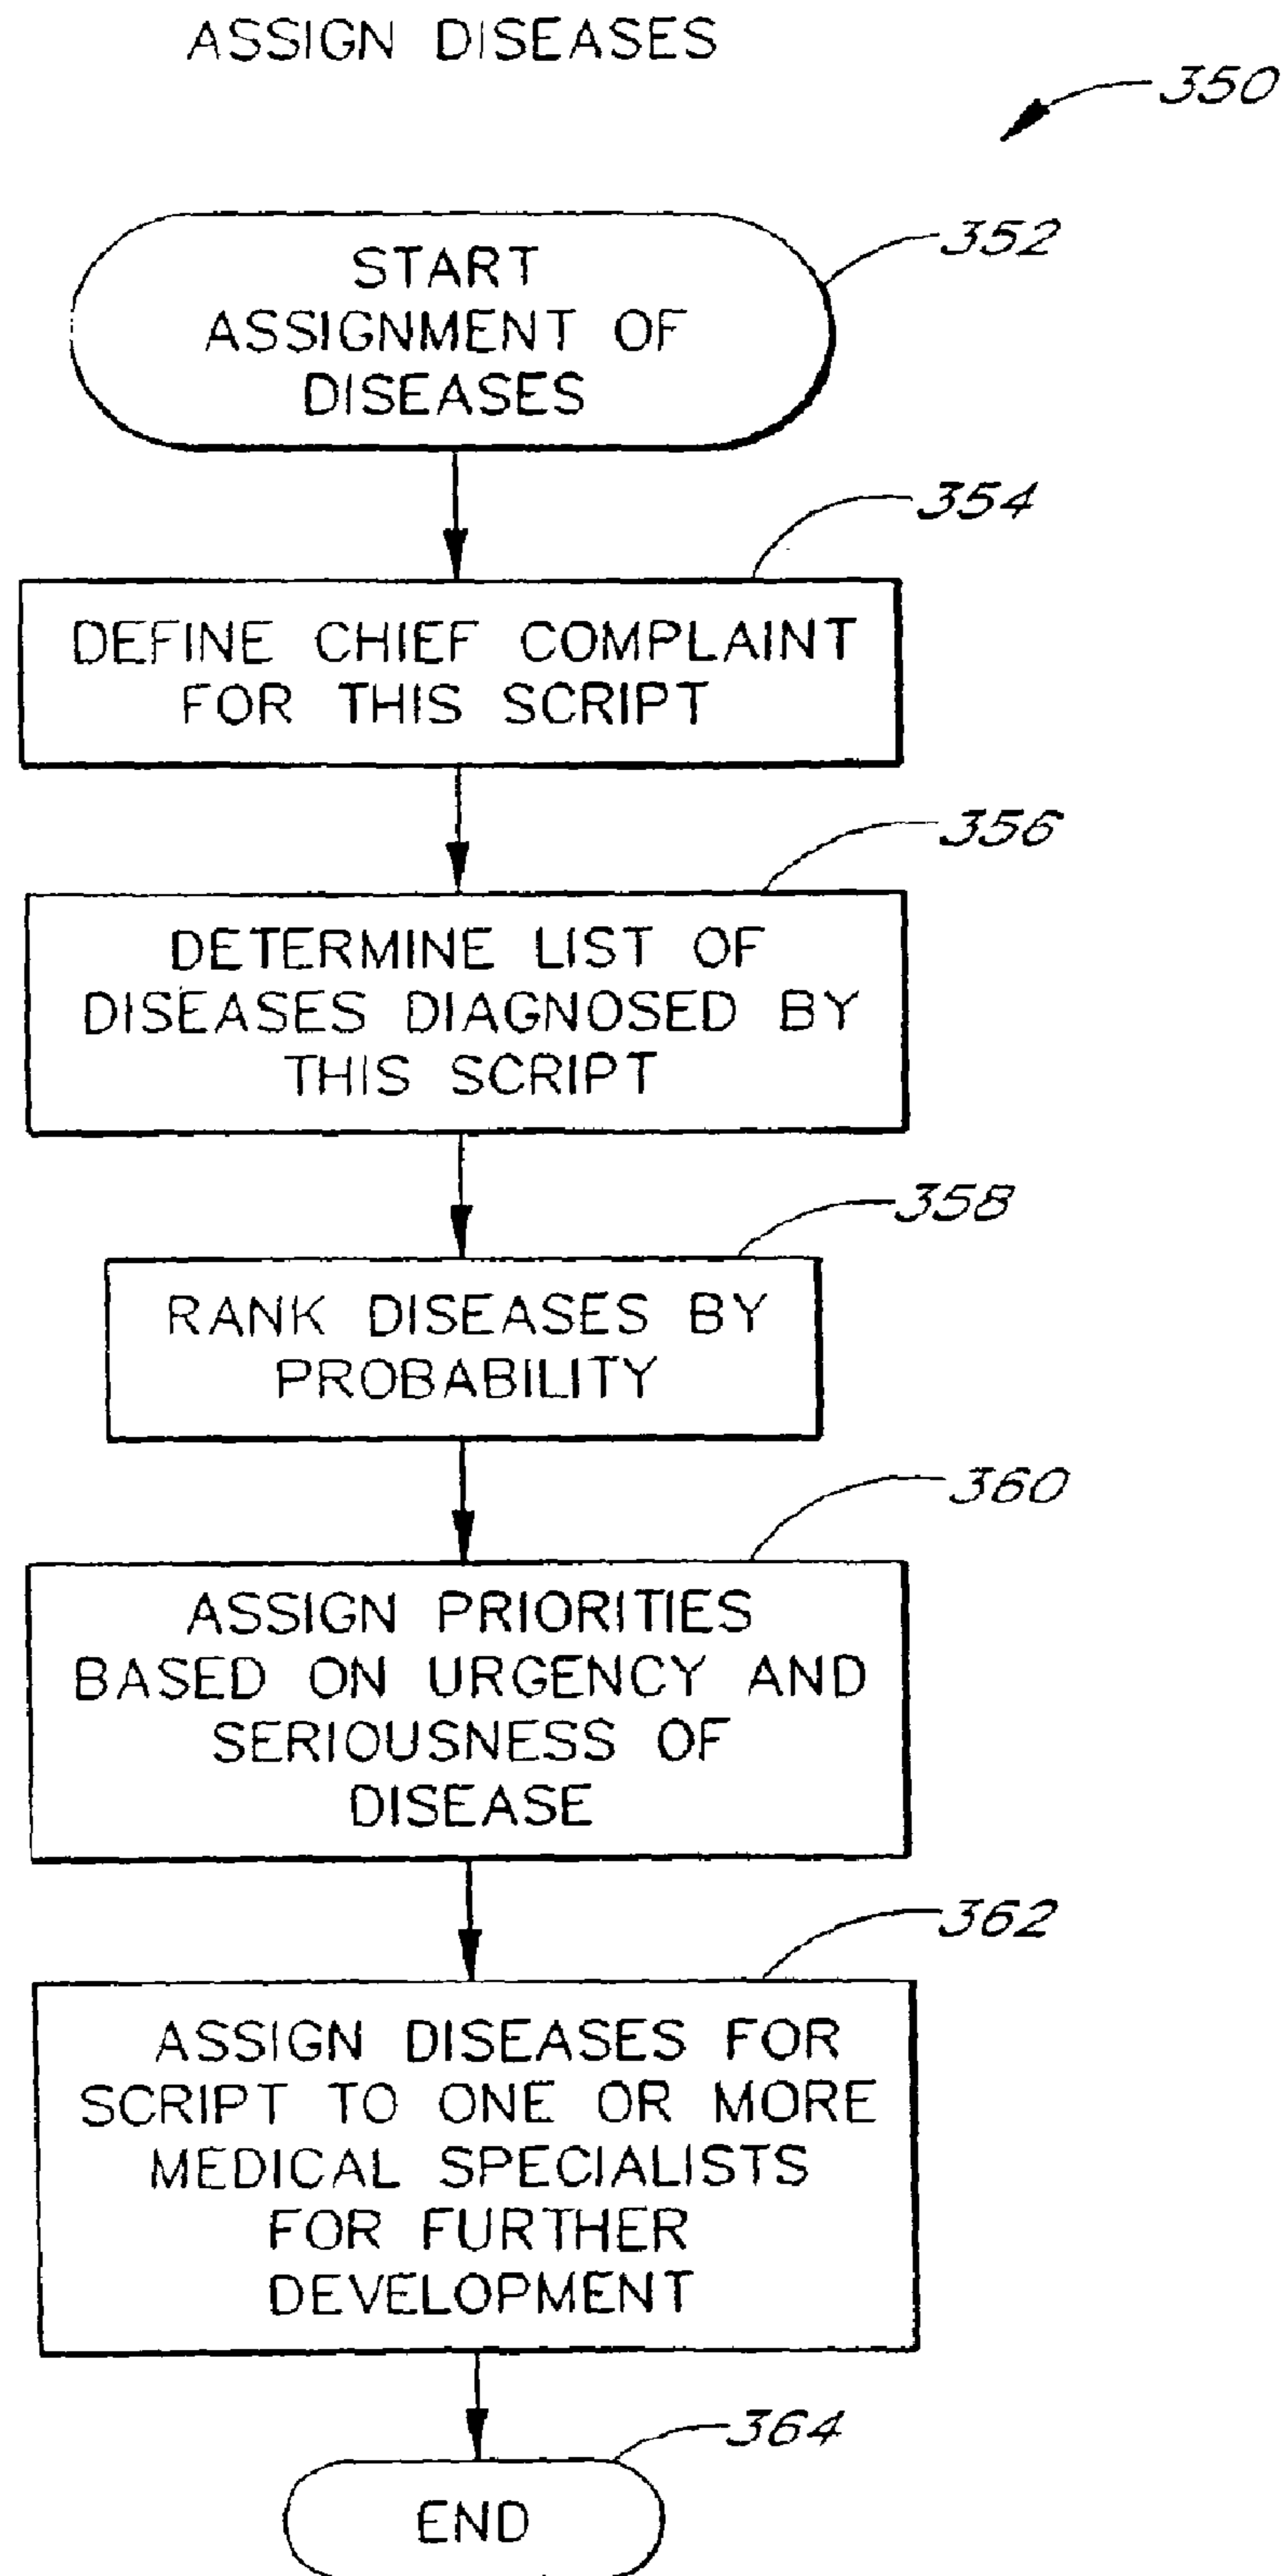 ASSIGN DISEASES
350
352
START
ASSIGNMENT OF
DISEASES
354
DEFINE CHIEF COMPLAINT
FOR THIS SCRIPT
356
DETERMINE LIST OF
DISEASES DIAGNOSED BY
THIS SCRIPT
358
RANK DISEASES BY
PROBABILITY
360
ASSIGN PRIORITIES
BASED ON URGENCY AND
SERIOUSNESS OF
DISEASE
362
ASSIGN DISEASES FOR
SCRIPT TO ONE OR MORE
MEDICAL SPECIALISTS
FOR FURTHER
DEVELOPMENT
364
END